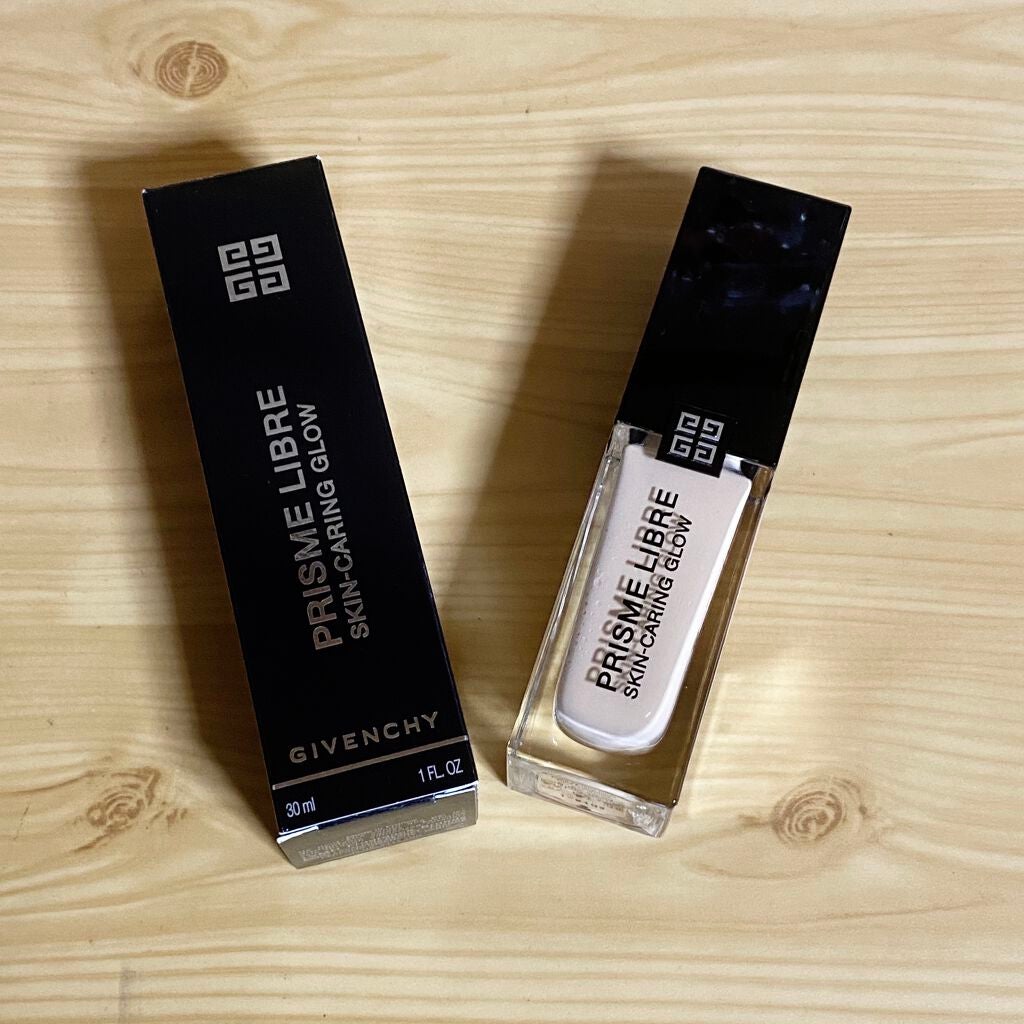 PRISME LIBRE
SKIN-CARING GLOW
GIVENCHY
30 ml
1 FL. OZ
PRISME LIBRE
SKIN-CARING GLOW